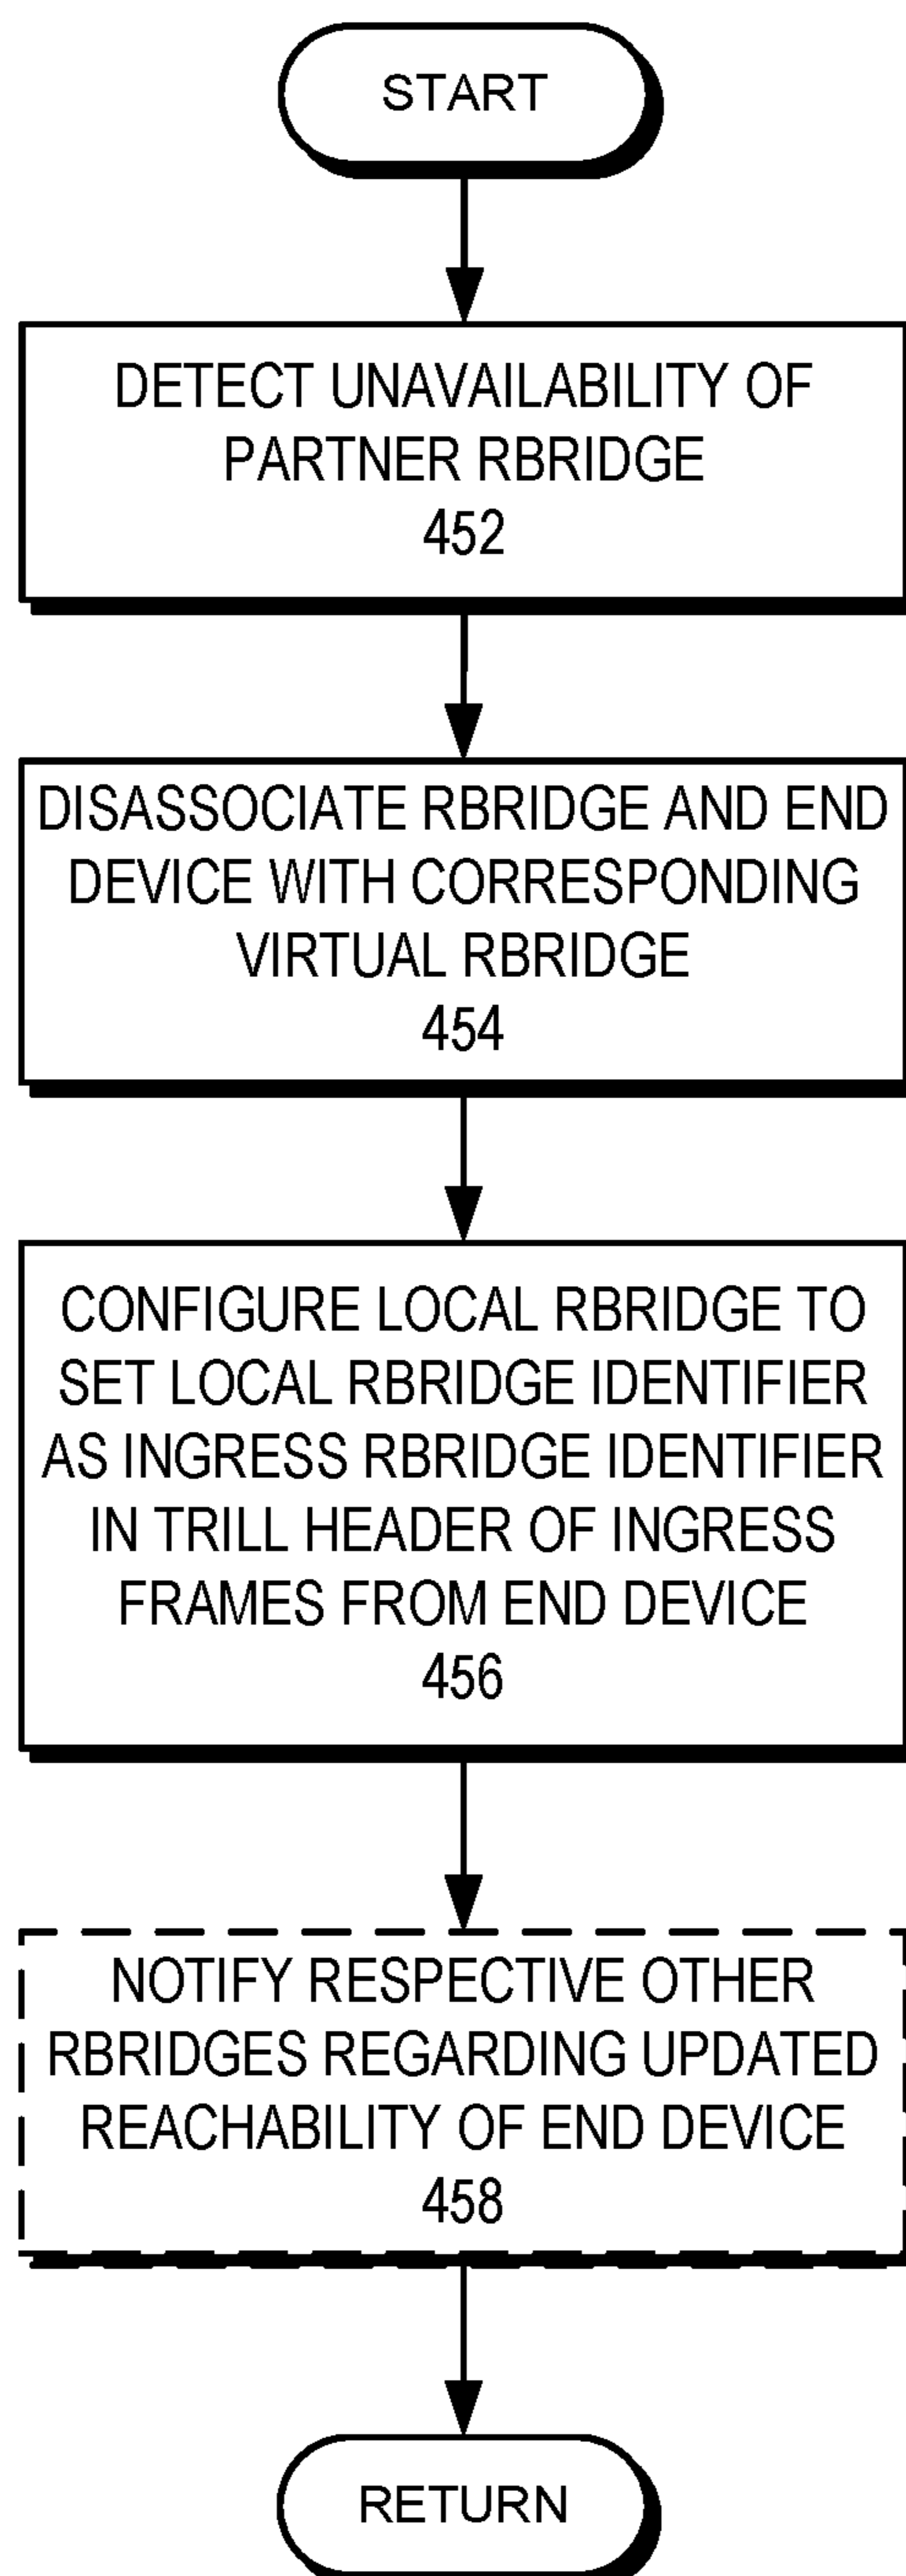 START
DETECT UNAVAILABILITY OF
PARTNER RBRIDGE
452
DISASSOCIATE RBRIDGE AND END
DEVICE WITH CORRESPONDING
VIRTUAL RBRIDGE
454
CONFIGURE LOCAL RBRIDGE TO
SET LOCAL RBRIDGE IDENTIFIER
AS INGRESS RBRIDGE IDENTIFIER
IN TRILL HEADER OF INGRESS
FRAMES FROM END DEVICE
456
NOTIFY RESPECTIVE OTHER
RBRIDGES REGARDING UPDATED
REACHABILITY OF END DEVICE
458
RETURN